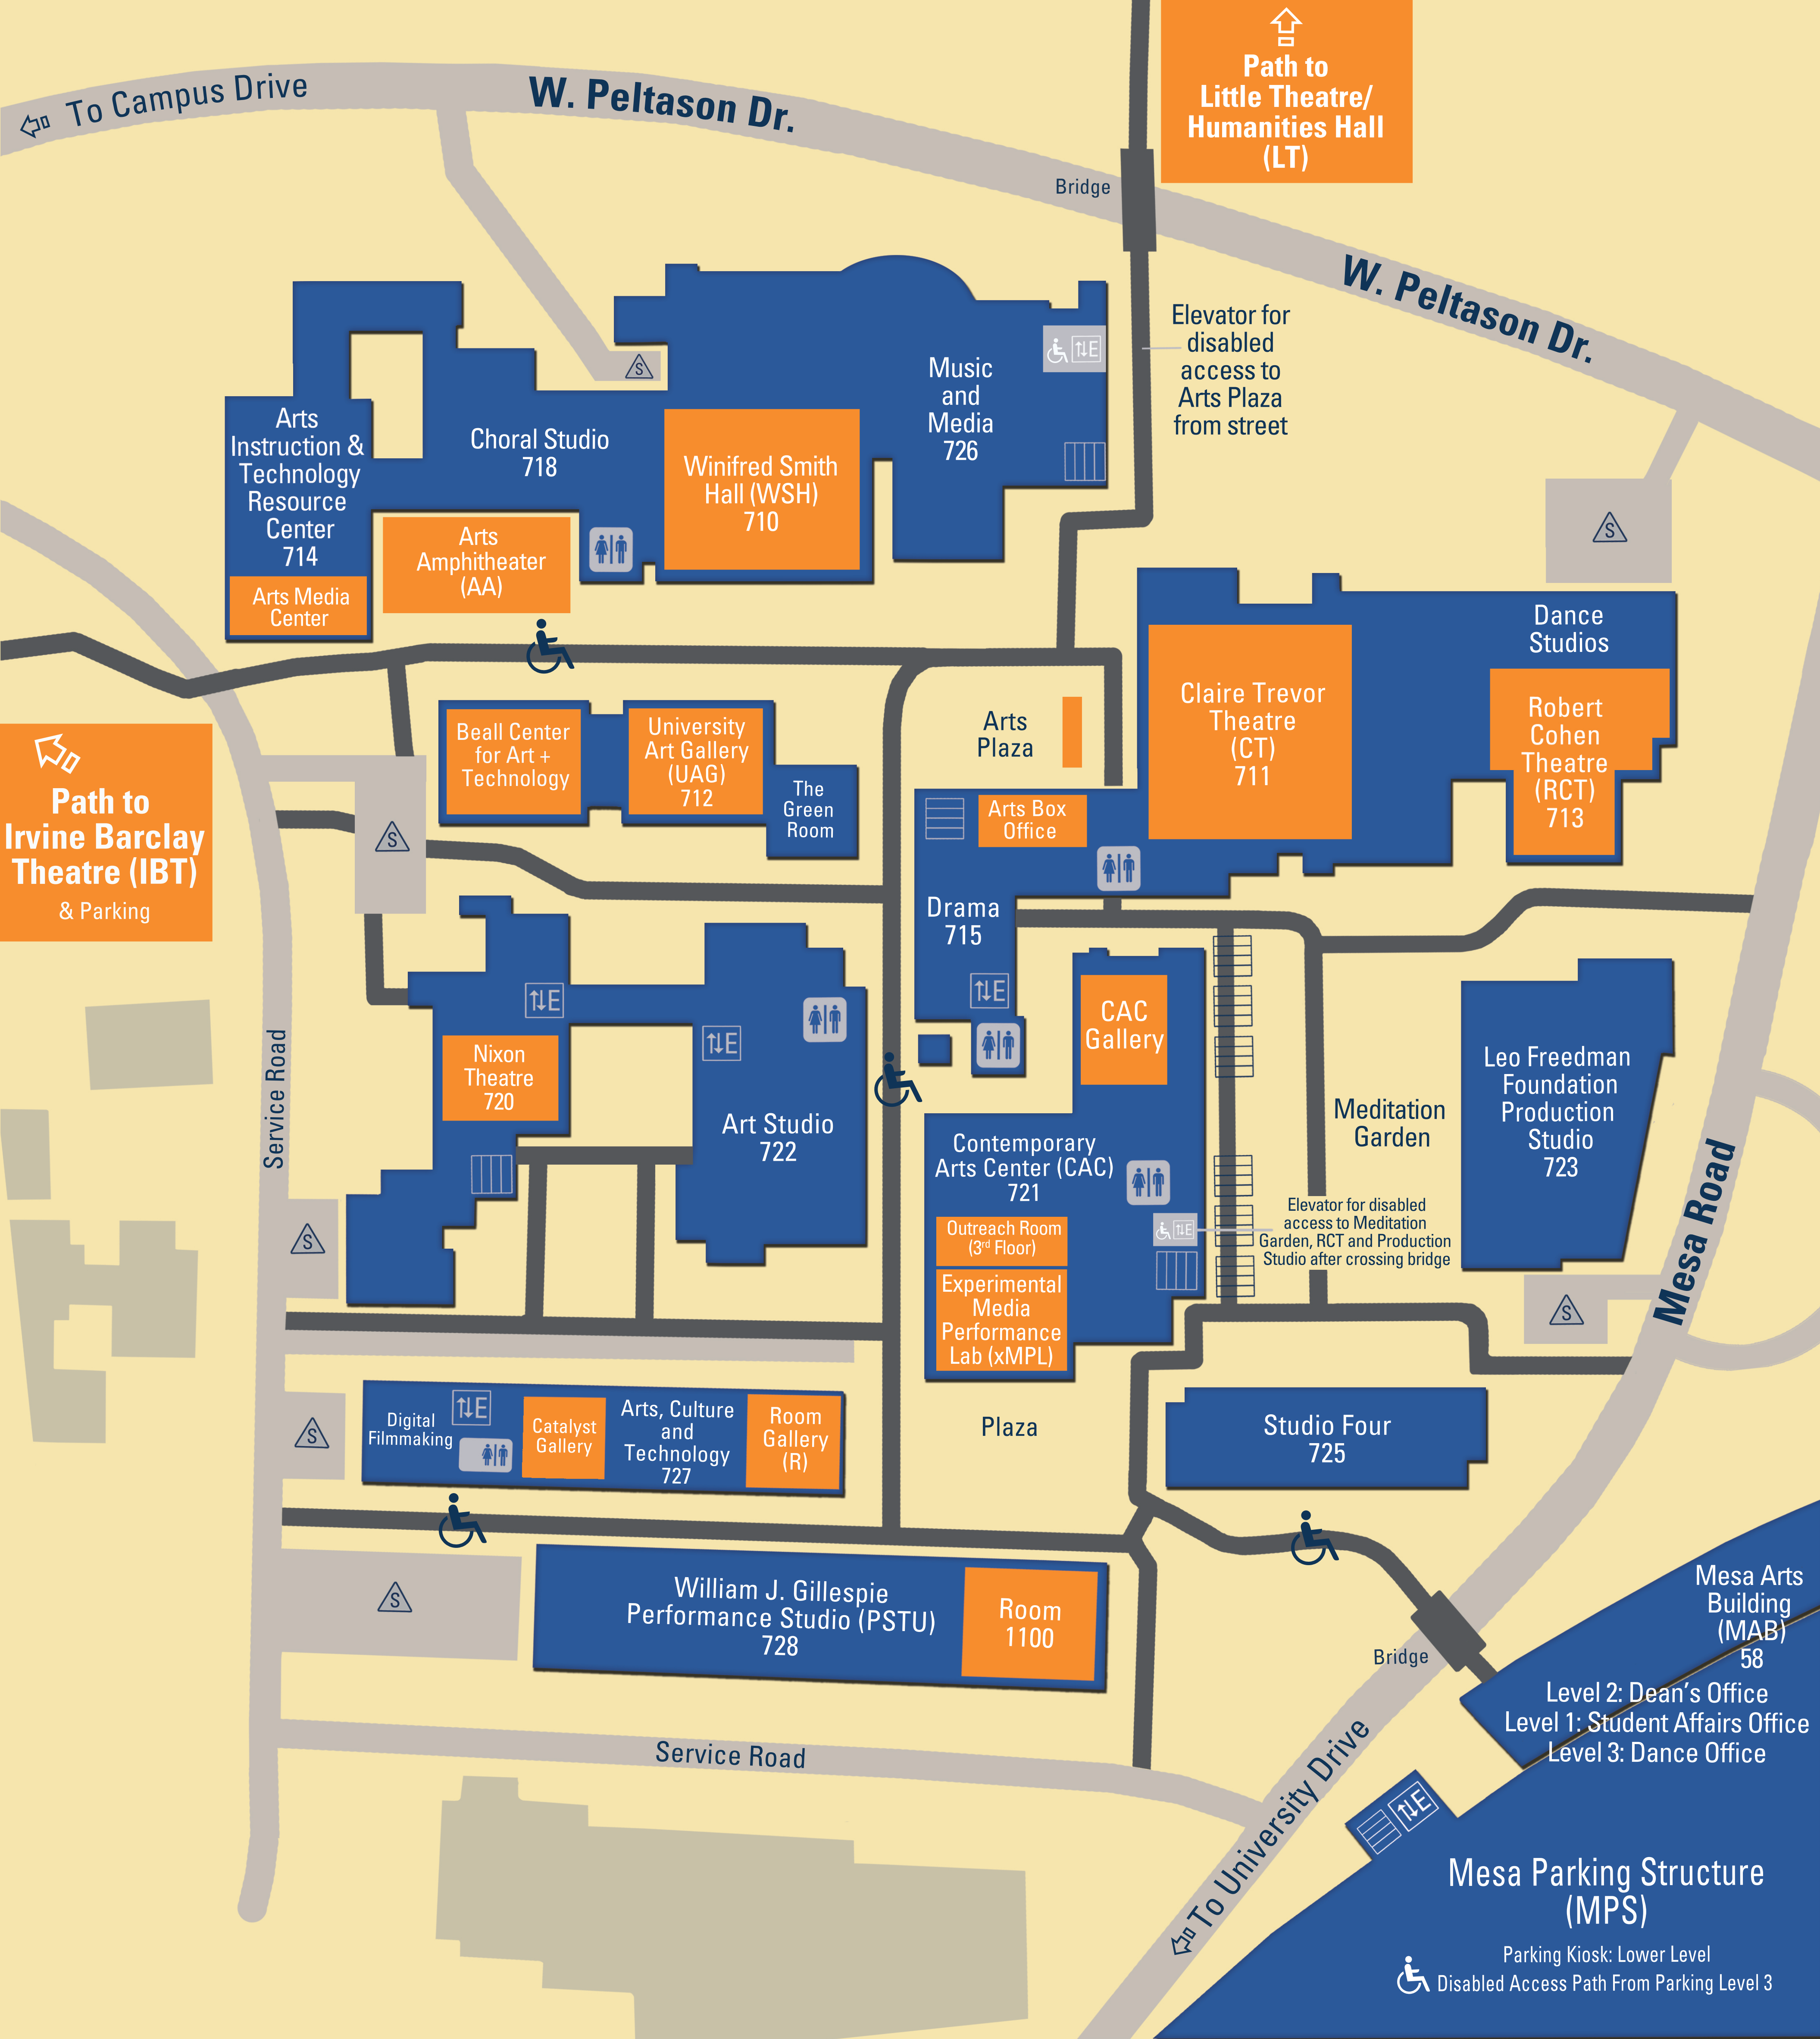 To Campus Drive
W. Peltason Dr.
Path to
Little Theatre/
Humanities Hall
(LT)
Bridge
W. Peltason Dr.
Elevator for
disabled
access to
Arts Plaza
from street
Music
and
Media
726
E
S
Arts
Instruction &
Technology
Resource
Center
714
Arts Media
Center
Choral Studio
718
Winifred Smith
Hall (WSH)
710
Arts
Amphitheater
(AA)
S
Dance
Studios
Claire Trevor
Theatre
(CT)
711
Robert
Cohen
Theatre
(RCT)
713
Arts
Plaza
Beall Center
for Art +
Technology
University
Art Gallery
(UAG)
712
The
Green
Room
Arts Box
Office
Path to
Irvine Barclay
Theatre (IBT)
& Parking
S
Drama
715
E
E
E
Nixon
Theatre
720
Art Studio
722
CAC
Gallery
Contemporary
Arts Center (CAC)
721
E
Outreach Room
(3rd Floor)
Experimental
Media
Performance
Lab (xMPL)
Meditation
Garden
Elevator for disabled
access to Meditation
Garden, RCT and Production
Studio after crossing bridge
Leo Freedman
Foundation
Production
Studio
723
Service Road
S
S
Mesa Road
Digital
Filmmaking
E
Catalyst
Gallery
Arts, Culture
and
Technology
727
Room
Gallery
(R)
S
Plaza
Studio Four
725
S
William J. Gillespie
Performance Studio (PSTU)
728
Room
1100
Bridge
Mesa Arts
Building
(MAB)
58
Level 2: Dean's Office
Level 1: Student Affairs Office
Level 3: Dance Office
Service Road
To University Drive
E
Mesa Parking Structure
(MPS)
Parking Kiosk: Lower Level
Disabled Access Path From Parking Level 3